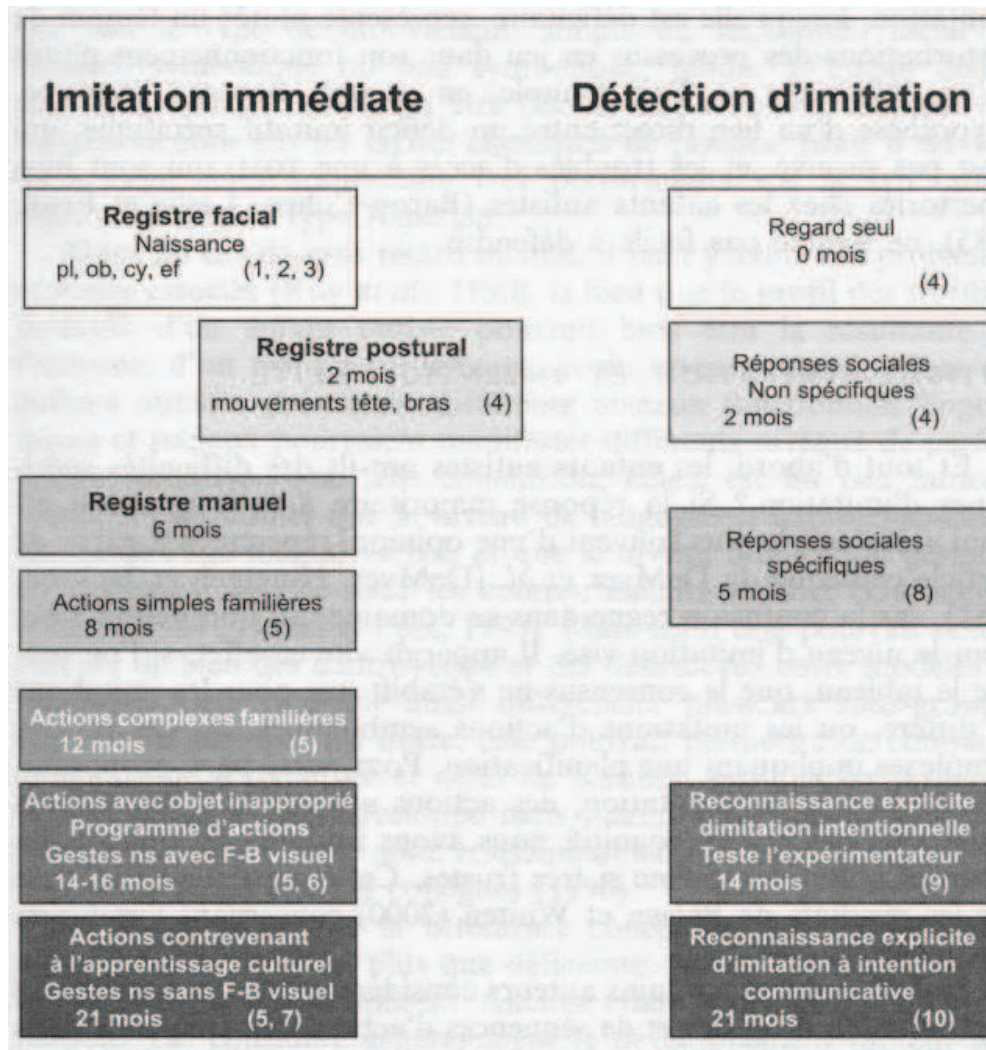 Imitation immédiate
Détection d'imitation
Registre facial
Naissance
pl, ob, cy, ef (1, 2, 3)
Regard seul
0 mois
(4)
Registre postural
2 mois
mouvements tête, bras (4)
Réponses sociales
Non spécifiques
2 mois (4)
Registre manuel
6 mois
Actions simples familières
8 mois (5)
Réponses sociales
spécifiques
5 mois (8)
Actions complexes familières
12 mois (5)
Actions avec objet inapproprié
Programme d'actions
Gestes ns avec F-B visuel
14-16 mois (5, 6)
Reconnaissance explicite
dimitation intentionnelle
Teste l'expérimentateur
14 mois (9)
Actions contrevenant
à l'apprentissage culturel
Gestes ns sans F-B visuel
21 mois (5, 7)
Reconnaissance explicite
d'imitation à intention
communicative
21 mois (10)